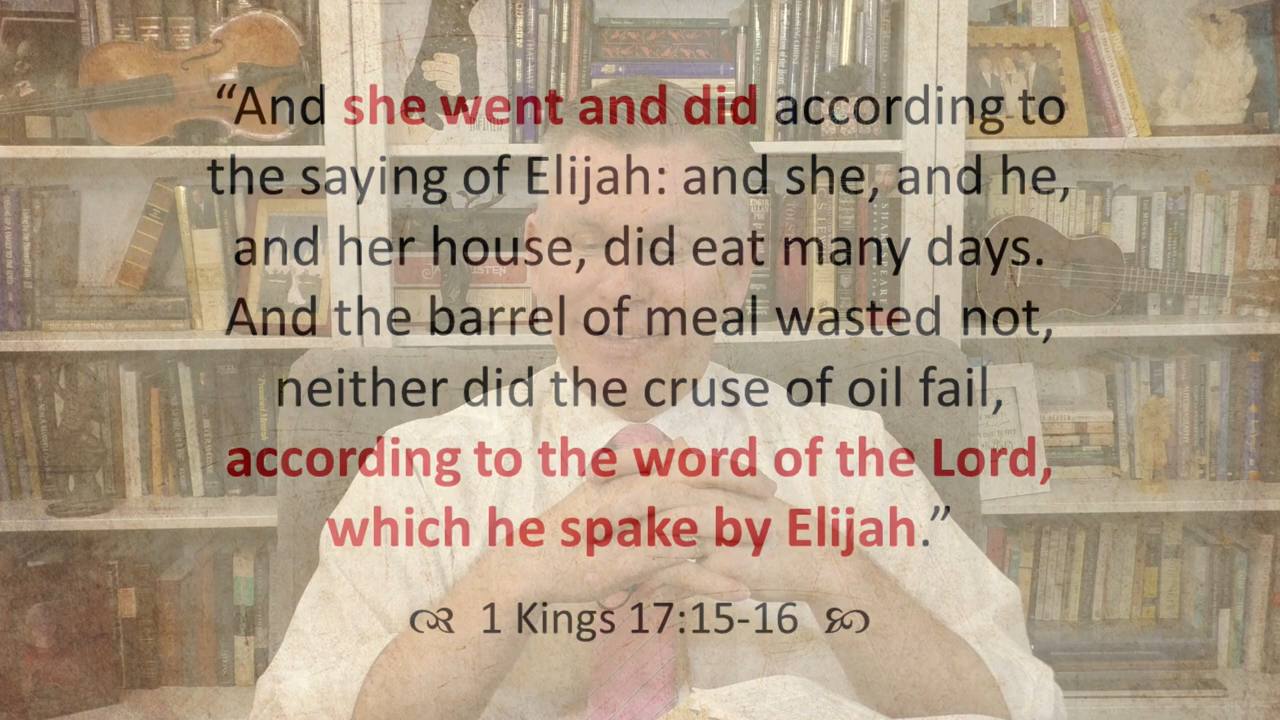 “And she went and did according to
the saying of Elijah: and she, and he,
and her house, did eat many days.
And the barrel of meal wasted not,
neither did the cruse of oil fail,
according to the word of the Lord,
which he spake by Elijah.”
1 Kings 17:15-16